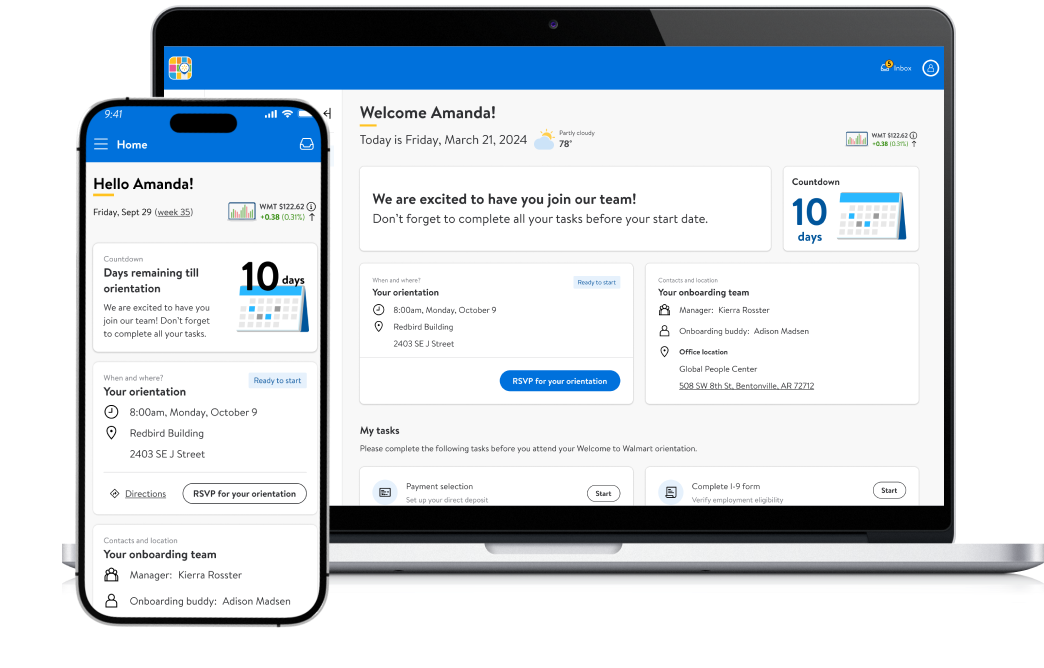 5
Inbox
Welcome Amanda!
Today is Friday, March 21, 2024
Partly cloudy
78°
WMT $122.62
+0.38 (0.31%)
We are excited to have you join our team!
Don't forget to complete all your tasks before your start date.
Countdown
10
days
When and where?
Ready to start
Your orientation
8:00am, Monday, October 9
Redbird Building
2403 SE J Street
RSVP for your orientation
Contacts and location
Your onboarding team
Manager: Kierra Rosster
Onboarding buddy: Adison Madsen
Office location
Global People Center
508 SW 8th St, Bentonville, AR 72712
My tasks
Please complete the following tasks before you attend your Welcome to Walmart orientation.
Payment selection
Set up your direct deposit
Start
Complete I-9 form
Verify employment eligibility
Start
9:41
Home
Hello Amanda!
Friday, Sept 29 (week 35)
WMT $122.62
+0.38 (0.31%)
Countdown
Days remaining till
orientation
We are excited to have you
join our team! Don't forget
to complete all your tasks.
10 days
When and where?
Ready to start
Your orientation
8:00am, Monday, October 9
Redbird Building
2403 SE J Street
Directions
RSVP for your orientation
Contacts and location
Your onboarding team
Manager: Kierra Rosster
Onboarding buddy: Adison Madsen